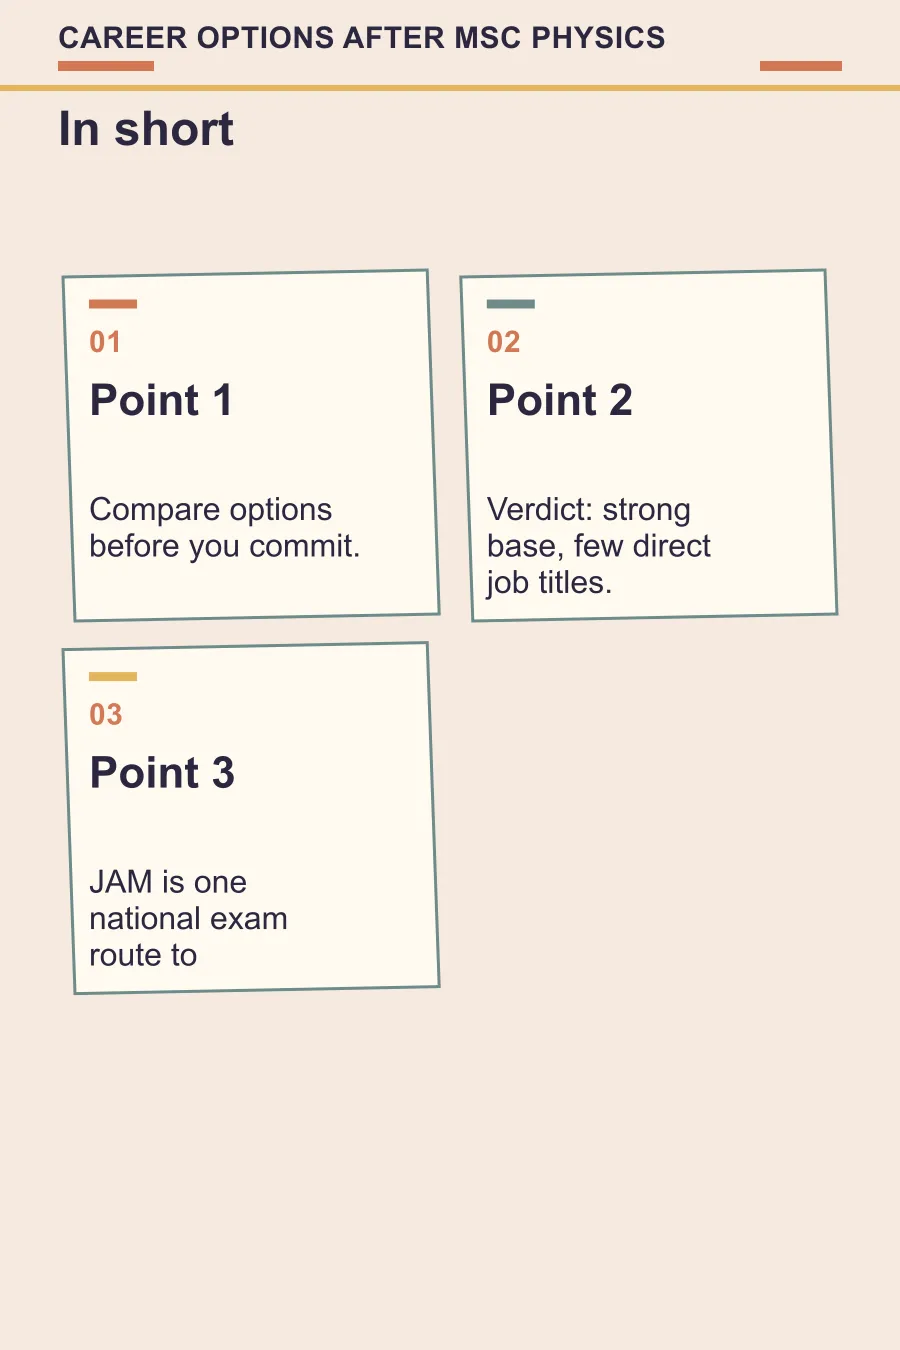 CAREER OPTIONS AFTER MSC PHYSICS
In short
01
Point 1
Compare options
before you commit.
02
Point 2
Verdict: strong
base, few direct
job titles.
03
Point 3
JAM is one
national exam
route to